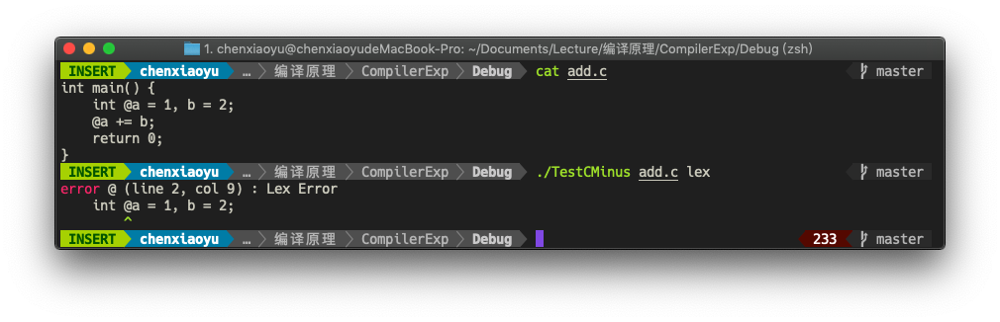 1. chenxiaoyu@chenxiaoyudeMacBook-Pro: ~/Documents/Lecture/编译原理/CompilerExp/Debug (zsh)
INSERT chenxiaoyu … 编译原理 CompilerExp Debug cat add.c master
int main() {
    int @a = 1, b = 2;
    @a += b;
    return 0;
}
INSERT chenxiaoyu … 编译原理 CompilerExp Debug ./TestCMinus add.c lex master
error @ (line 2, col 9) : Lex Error
    int @a = 1, b = 2;
        ^
INSERT chenxiaoyu … 编译原理 CompilerExp Debug 233 master